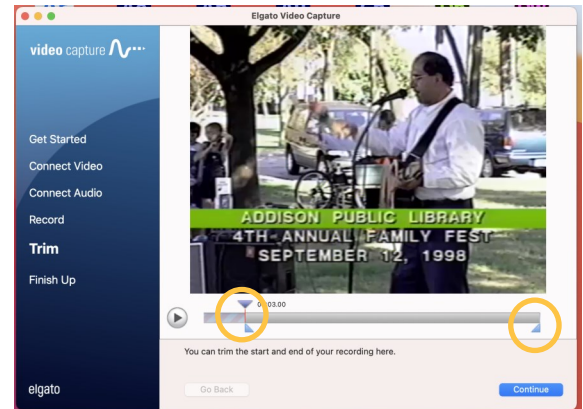 Elgato Video Capture
video capture
Get Started
Connect Video
Connect Audio
Record
Trim
Finish Up
elgato
ADDISON PUBLIC LIBRARY
4TH ANNUAL FAMILY FEST
SEPTEMBER 12, 1998
You can trim the start and end of your recording here.
Go Back
Continue